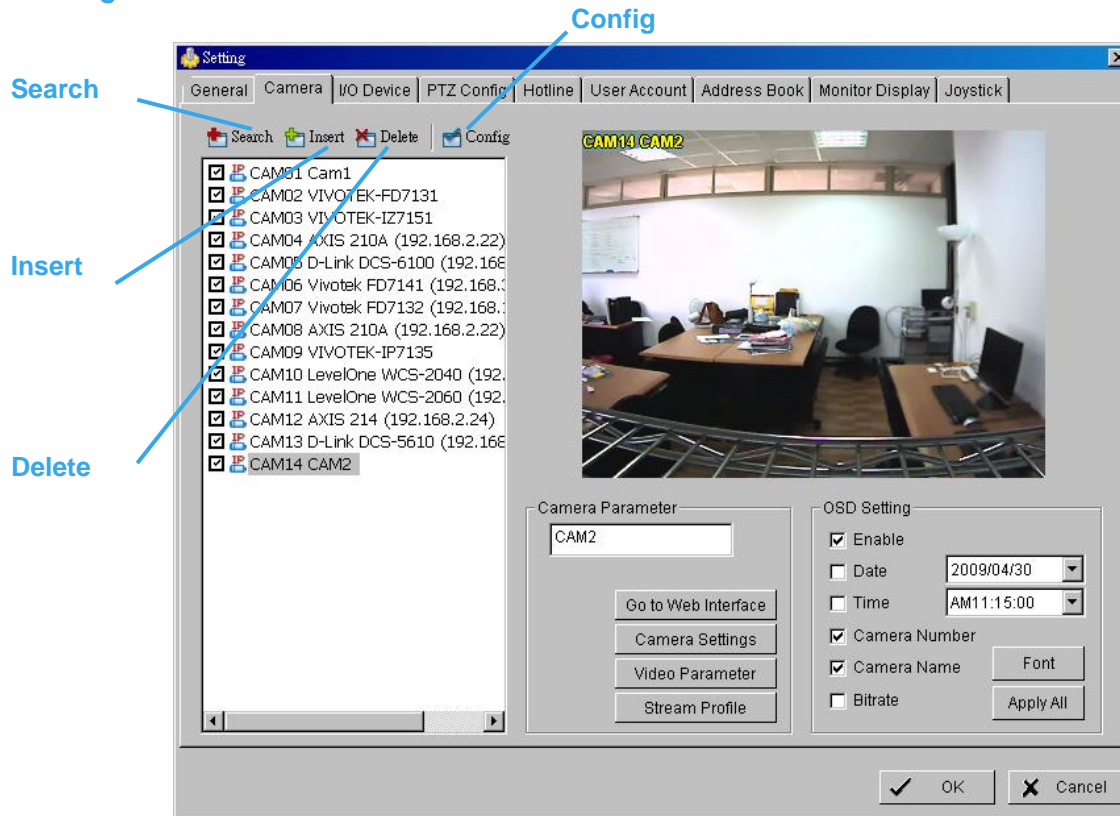 Config
Setting
Search
General Camera I/O Device PTZ Config Hotline User Account Address Book Monitor Display Joystick
Search Insert Delete Config
CAM14 CAM2
CAM01 Cam1
CAM02 VIVOTEK-FD7131
CAM03 VIVOTEK-IZ7151
CAM04 AXIS 210A (192.168.2.22)
Insert
CAM05 D-Link DCS-6100 (192.168
CAM06 Vivotek FD7141 (192.168.
CAM07 Vivotek FD7132 (192.168.
CAM08 AXIS 210A (192.168.2.22)
CAM09 VIVOTEK-IP7135
CAM10 LevelOne WCS-2040 (192.
CAM11 LevelOne WCS-2060 (192.
CAM12 AXIS 214 (192.168.2.24)
CAM13 D-Link DCS-5610 (192.168
Delete
CAM14 CAM2
Camera Parameter
CAM2
Go to Web Interface
Camera Settings
Video Parameter
Stream Profile
OSD Setting
Enable
Date 2009/04/30
Time AM11:15:00
Camera Number
Camera Name Font
Bitrate Apply All
OK Cancel